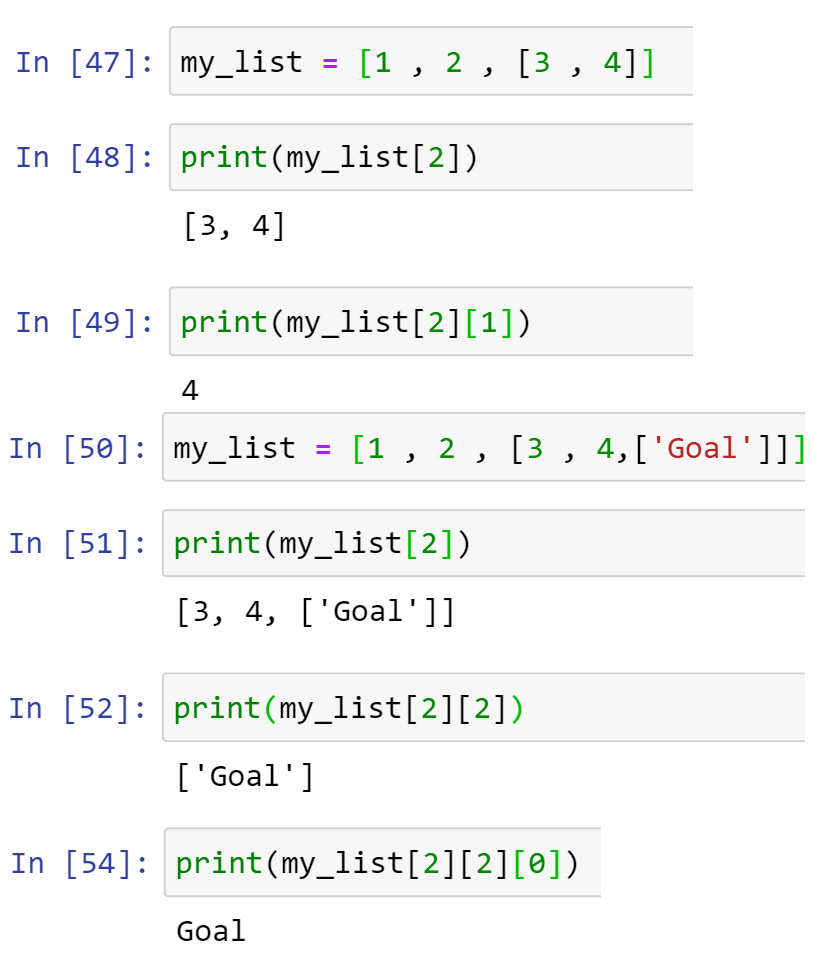 In [47]: my_list = [1 , 2 , [3 , 4]]
In [48]: print(my_list[2])
[3, 4]
In [49]: print(my_list[2][1])
4
In [50]: my_list = [1 , 2 , [3 , 4,['Goal']]]
In [51]: print(my_list[2])
[3, 4, ['Goal']]
In [52]: print(my_list[2][2])
['Goal']
In [54]: print(my_list[2][2][0])
Goal